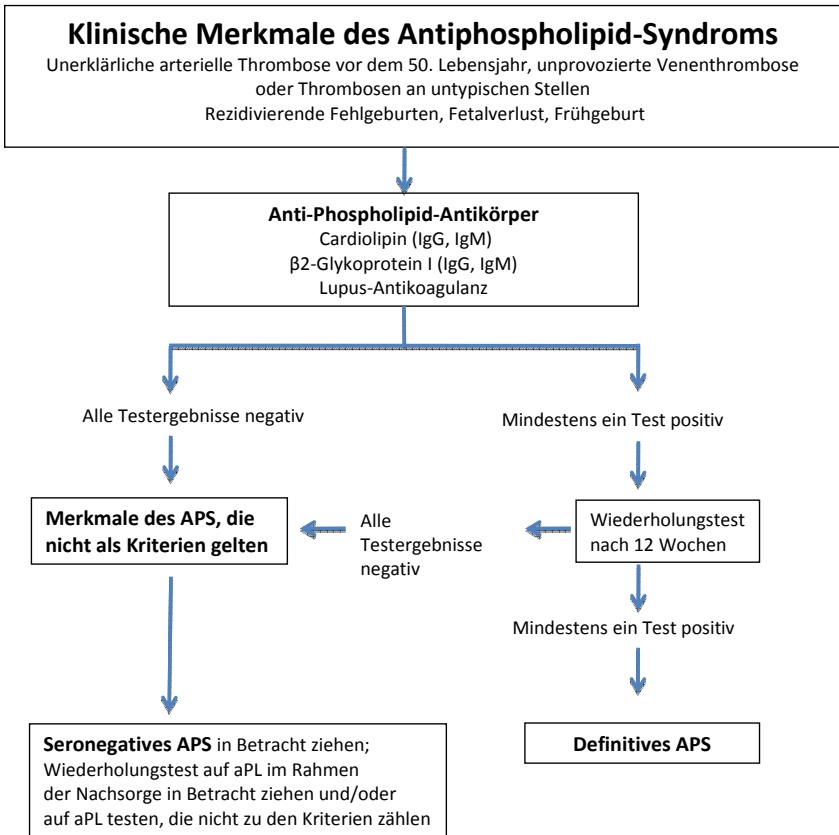 Klinische Merkmale des Antiphospholipid-Syndroms
Unerklärliche arterielle Thrombose vor dem 50. Lebensjahr, unprovozierte Venenthrombose
oder Thrombosen an untypischen Stellen
Rezidivierende Fehlgeburten, Fetalverlust, Frühgeburt
Anti-Phospholipid-Antikörper
Cardiolipin (IgG, IgM)
β2-Glykoprotein I (IgG, IgM)
Lupus-Antikoagulanz
Alle Testergebnisse negativ
Mindestens ein Test positiv
Merkmale des APS, die
nicht als Kriterien gelten
Alle
Testergebnisse
negativ
Wiederholungstest
nach 12 Wochen
Mindestens ein Test positiv
Seronegatives APS in Betracht ziehen;
Wiederholungstest auf aPL im Rahmen
der Nachsorge in Betracht ziehen und/oder
auf aPL testen, die nicht zu den Kriterien zählen
Definitives APS